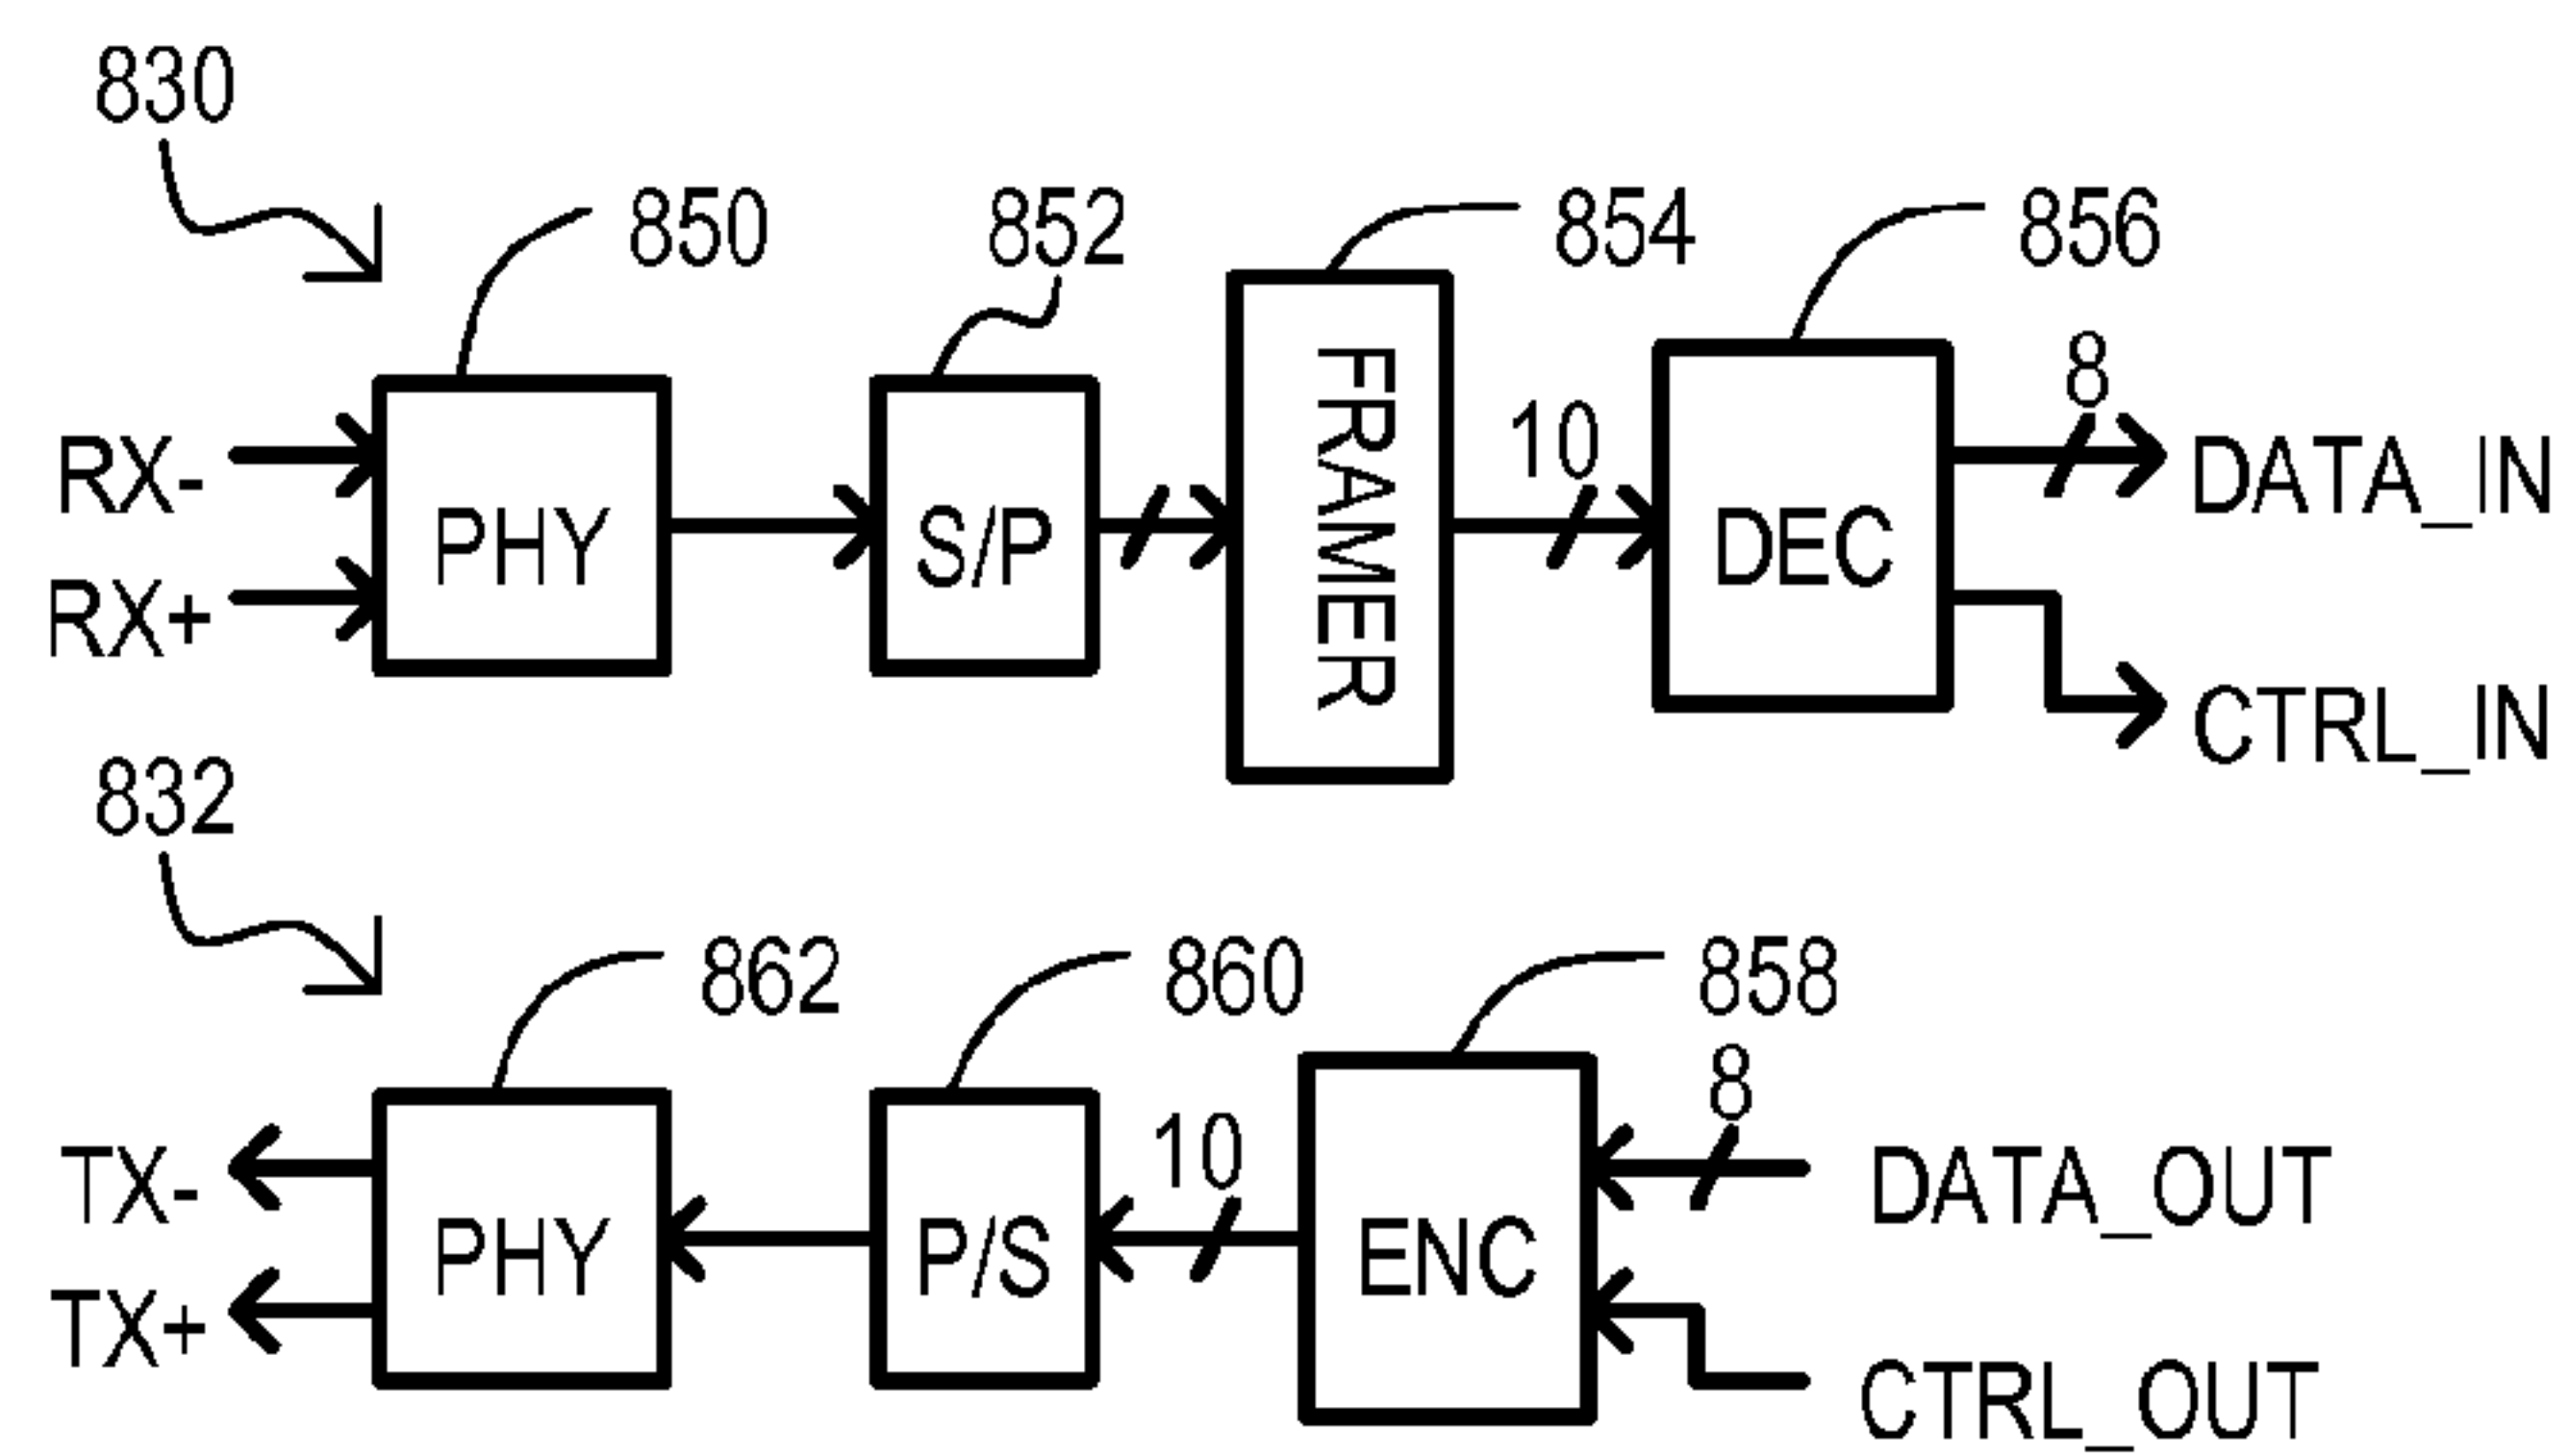 830
850
852
854
856
8
10
RX-
DATA_IN
PHY
S/P
FRAMER
DEC
RX+
CTRL_IN
832
862
860
858
8
10
TX-
DATA_OUT
PHY
P/S
ENC
TX+
CTRL_OUT